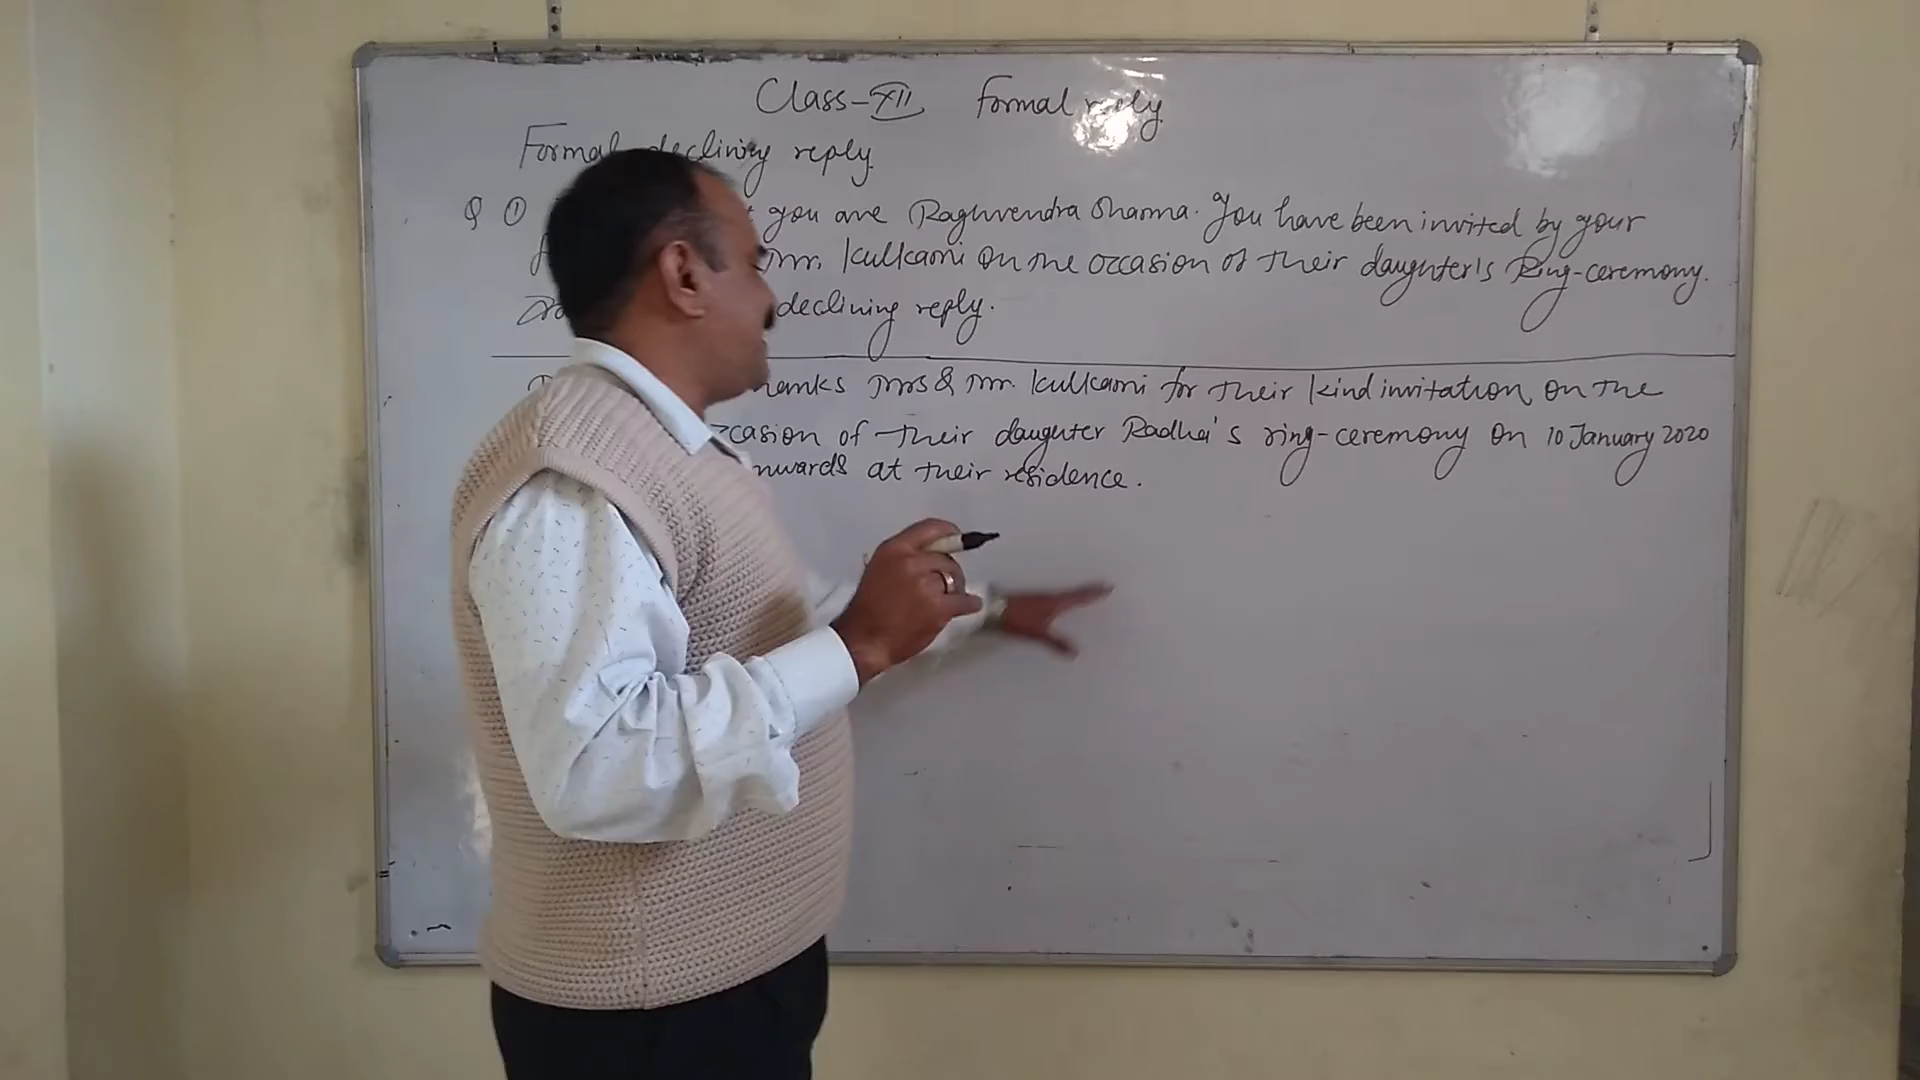 Class-XII Formal reply
Formal declining reply.
Q ① you are Raghvendra Sharma. You have been invited by your
Mr. Kulkarni on the occasion of their daughter's Ring-ceremony.
declining reply.
thanks Mrs & Mr. Kulkarni for their kind invitation on the
occasion of their daughter Radha's ring-ceremony on 10 January 2020
onwards at their residence.